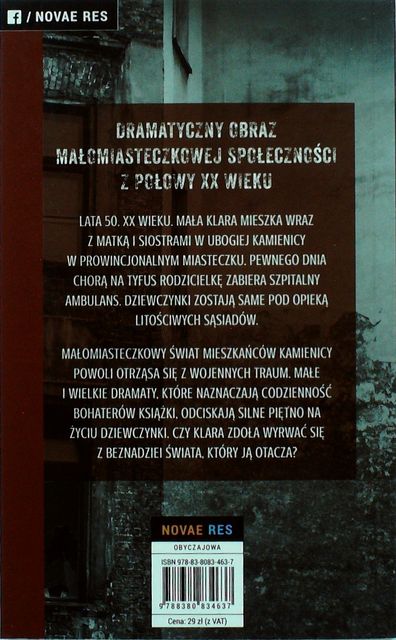 f / NOVAE RES
DRAMATYCZNY OBRAZ
MAŁOMIASTECZKOWEJ SPOŁECZNOŚCI
Z POŁOWY XX WIEKU
LATA 50. XX WIEKU. MAŁA KLARA MIESZKA WRAZ
Z MATKĄ I SIOSTRAMI W UBOGIEJ KAMIENICY
W PROWINCJONALNYM MIASTECZKU. PEWNEGO DNIA
CHORĄ NA TYFUS RODZICIELKĘ ZABIERA SZPITALNY
AMBULANS. DZIEWCZYNKI ZOSTAJĄ SAME POD OPIEKĄ
LITOŚCIWYCH SĄSIADÓW.
MAŁOMIASTECZKOWY ŚWIAT MIESZKAŃCÓW KAMIENICY
POWOLI OTRZĄSA SIĘ Z WOJENNYCH TRAUM. MAŁE
I WIELKIE DRAMATY, KTÓRE NAZNACZAJĄ CODZIENNOŚĆ
BOHATERÓW KSIĄŻKI, ODCISKAJĄ SILNE PIĘTNO NA
ŻYCIU DZIEWCZYNKI. CZY KLARA ZDOŁA WYRWAĆ SIĘ
Z BEZNADZIEI ŚWIATA, KTÓRY JĄ OTACZA?
NOVAE RES
OBYCZAJOWA
ISBN 978-83-8083-463-7
9 788380 834637
Cena: 29 zł (z VAT)